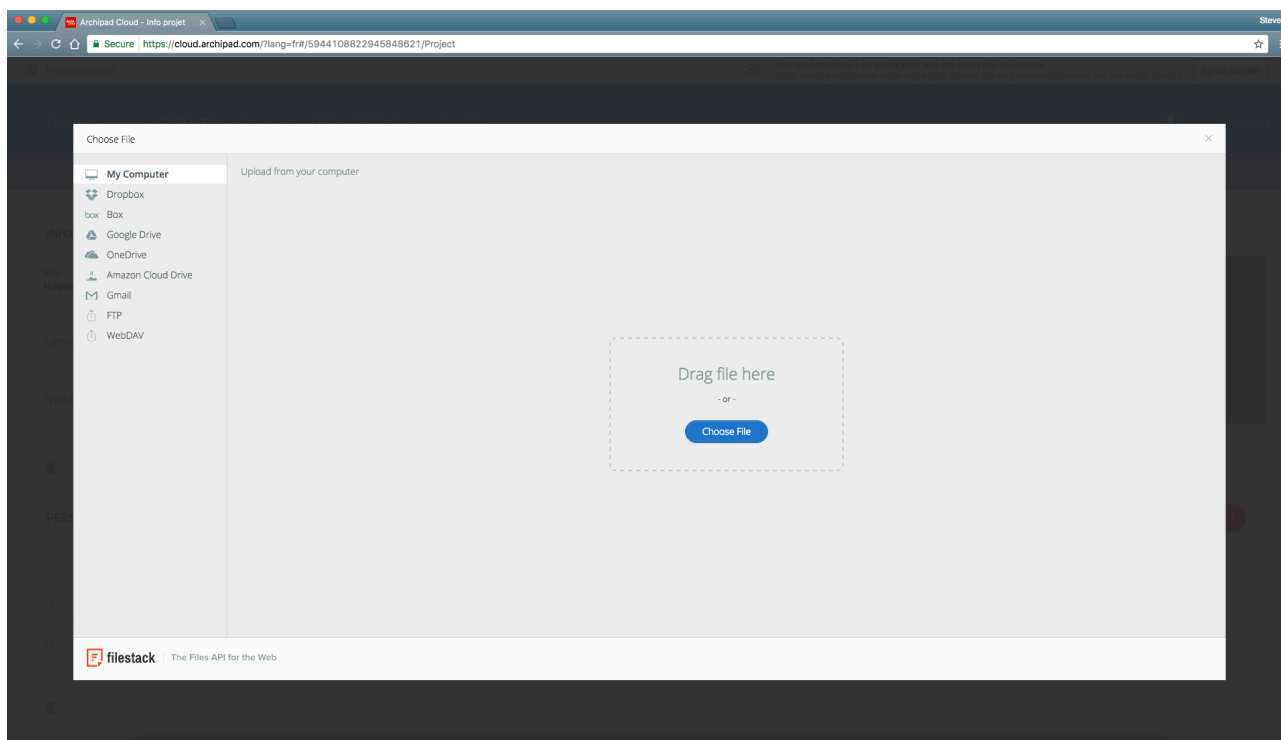 Archipad Cloud - Info projet
Steve
Secure https://cloud.archipad.com/?lang=fr#/5944108822945848621/Project
Choose File
My Computer
Upload from your computer
Dropbox
box Box
Google Drive
OneDrive
Amazon Cloud Drive
Gmail
FTP
WebDAV
Drag file here
- or -
Choose File
filestack The Files API for the Web